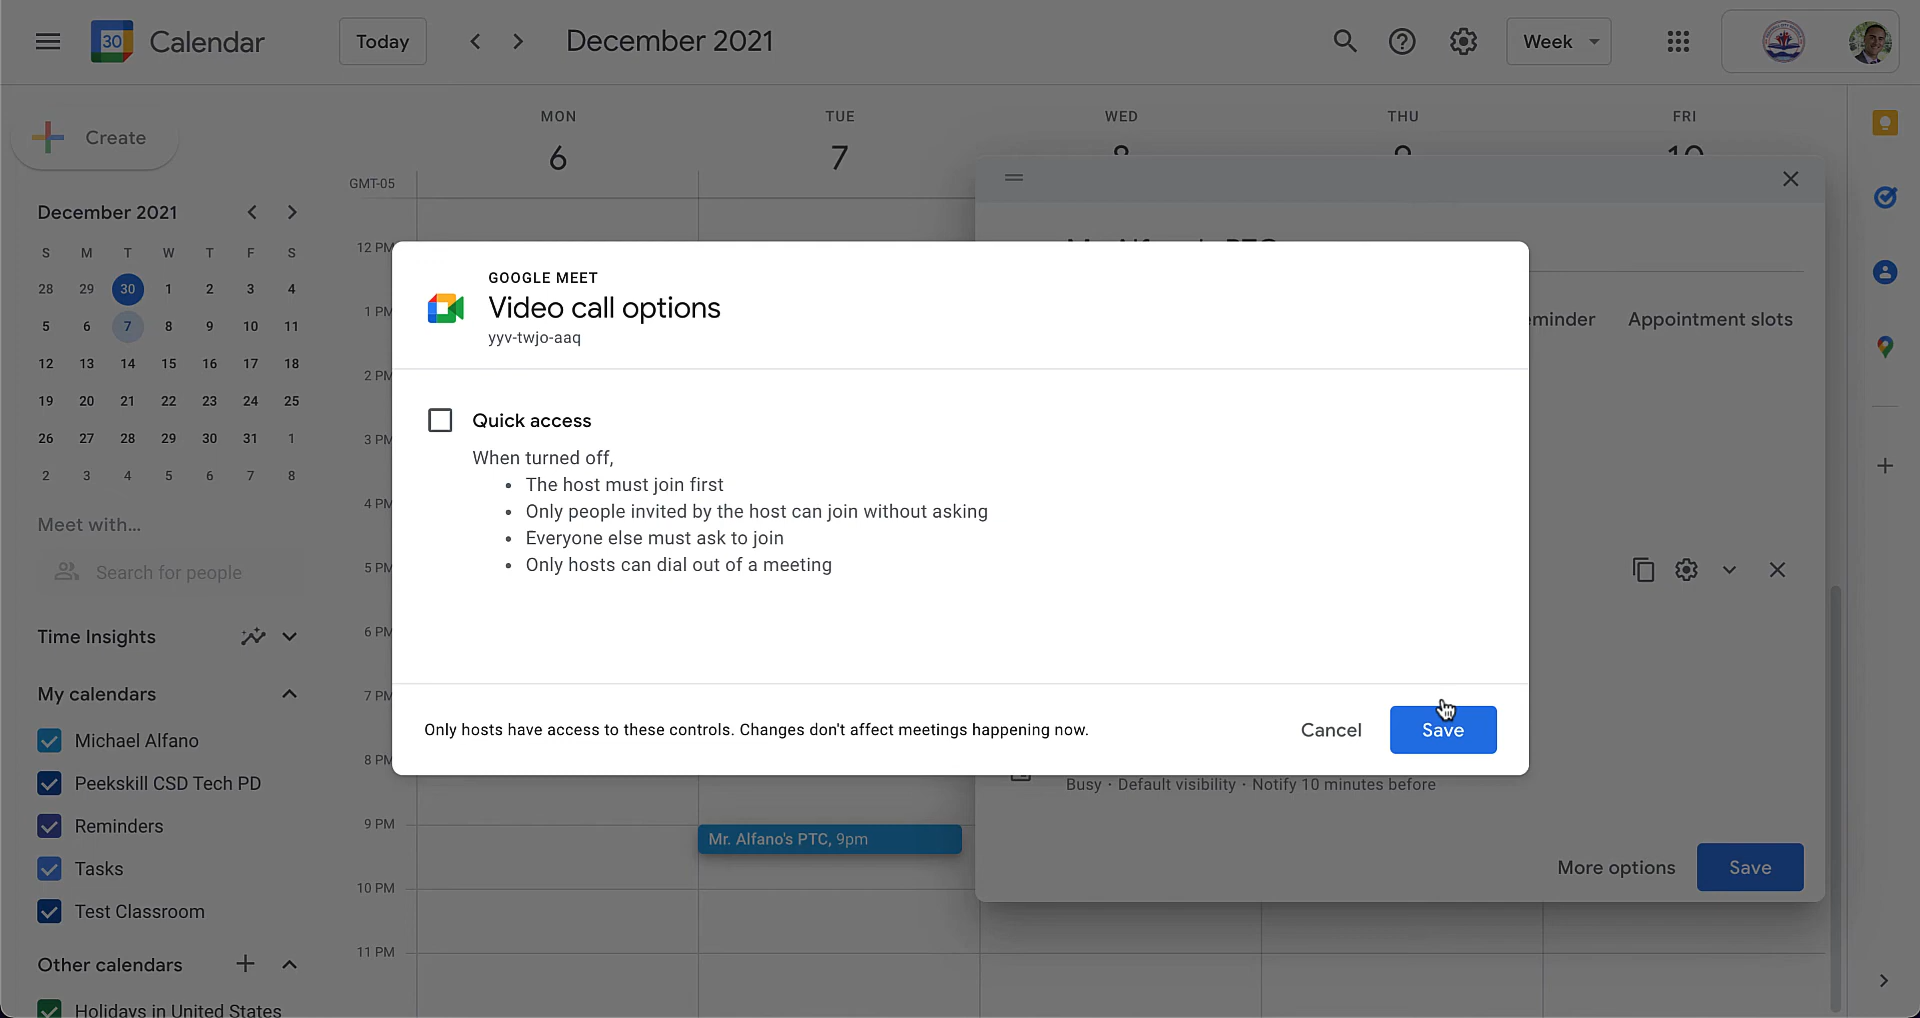 30
Calendar
Today
December 2021
Week
Create
December 2021
S M T W T F S
28 29 30 1 2 3 4
5 6 7 8 9 10 11
12 13 14 15 16 17 18
19 20 21 22 23 24 25
26 27 28 29 30 31 1
2 3 4 5 6 7 8
Meet with...
Search for people
Time Insights
My calendars
Michael Alfano
Peekskill CSD Tech PD
Reminders
Tasks
Test Classroom
Other calendars
Holidays in United States
MON
6
TUE
7
WED
8
THU
9
FRI
10
GMT-05
12 PM
1 PM
2 PM
3 PM
4 PM
5 PM
6 PM
7 PM
8 PM
9 PM
10 PM
11 PM
Mr. Alfano's PTC, 9pm
Mr. Alfano's PTC
eminder
Appointment slots
GOOGLE MEET
Video call options
yyv-twjo-aaq
Quick access
When turned off,
• The host must join first
• Only people invited by the host can join without asking
• Everyone else must ask to join
• Only hosts can dial out of a meeting
Only hosts have access to these controls. Changes don't affect meetings happening now.
Cancel
Save
Busy · Default visibility · Notify 10 minutes before
More options
Save